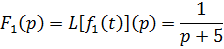 F₁(p) = L[f₁(t)](p) = 1/(p + 5)